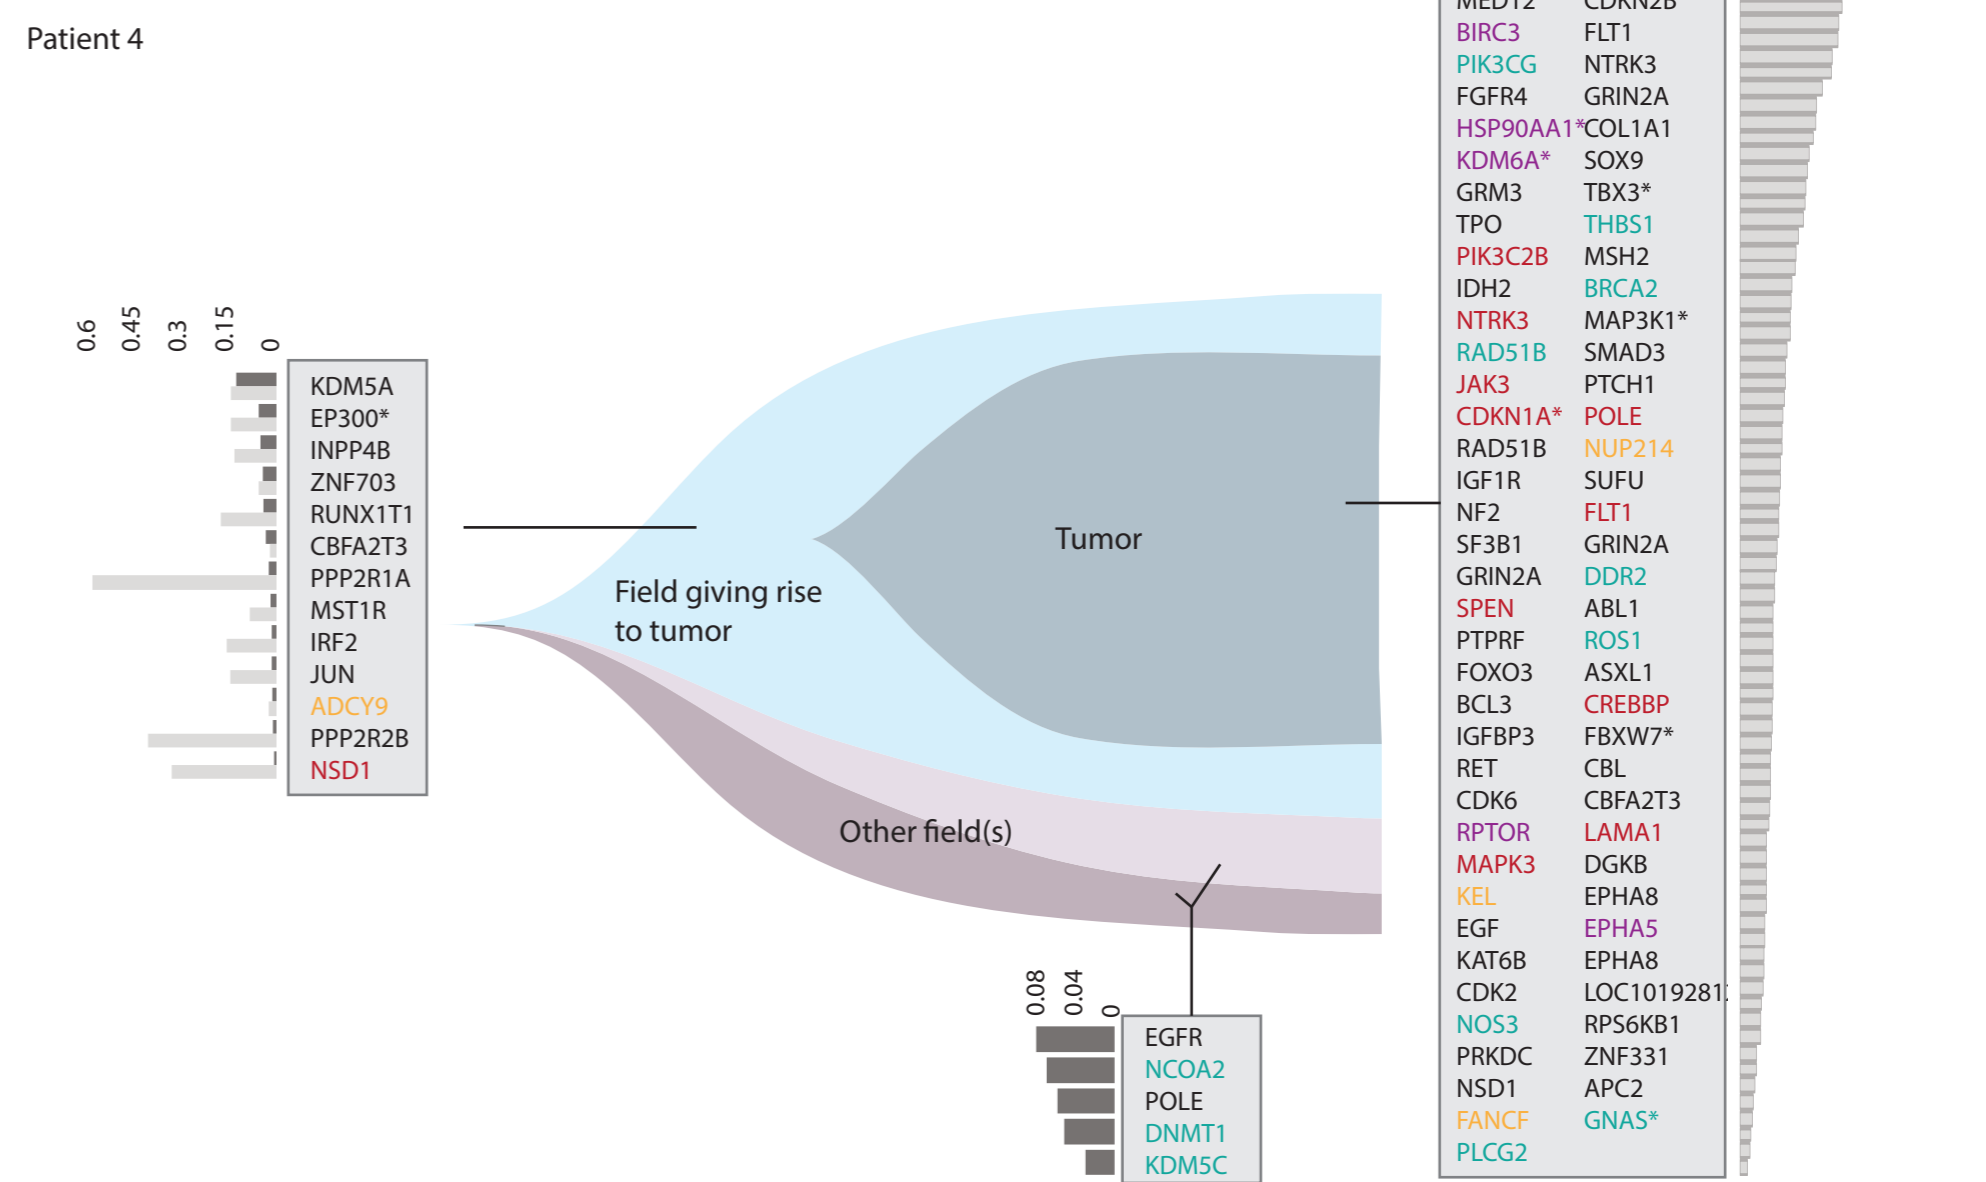 Patient 4
0.6 0.45 0.3 0.15 0
KDM5A
EP300*
INPP4B
ZNF703
RUNX1T1
CBFA2T3
PPP2R1A
MST1R
IRF2
JUN
ADCY9
PPP2R2B
NSD1
Field giving rise
to tumor
Tumor
Other field(s)
0.08 0.04 0
EGFR
NCOA2
POLE
DNMT1
KDM5C
MED12 CDKN2B
BIRC3 FLT1
PIK3CG NTRK3
FGFR4 GRIN2A
HSP90AA1* COL1A1
KDM6A* SOX9
GRM3 TBX3*
TPO THBS1
PIK3C2B MSH2
IDH2 BRCA2
NTRK3 MAP3K1*
RAD51B SMAD3
JAK3 PTCH1
CDKN1A* POLE
RAD51B NUP214
IGF1R SUFU
NF2 FLT1
SF3B1 GRIN2A
GRIN2A DDR2
SPEN ABL1
PTPRF ROS1
FOXO3 ASXL1
BCL3 CREBBP
IGFBP3 FBXW7*
RET CBL
CDK6 CBFA2T3
RPTOR LAMA1
MAPK3 DGKB
KEL EPHA8
EGF EPHA5
KAT6B EPHA8
CDK2
NOS3 RPS6KB1
PRKDC ZNF331
NSD1 APC2
FANCF GNAS*
PLCG2